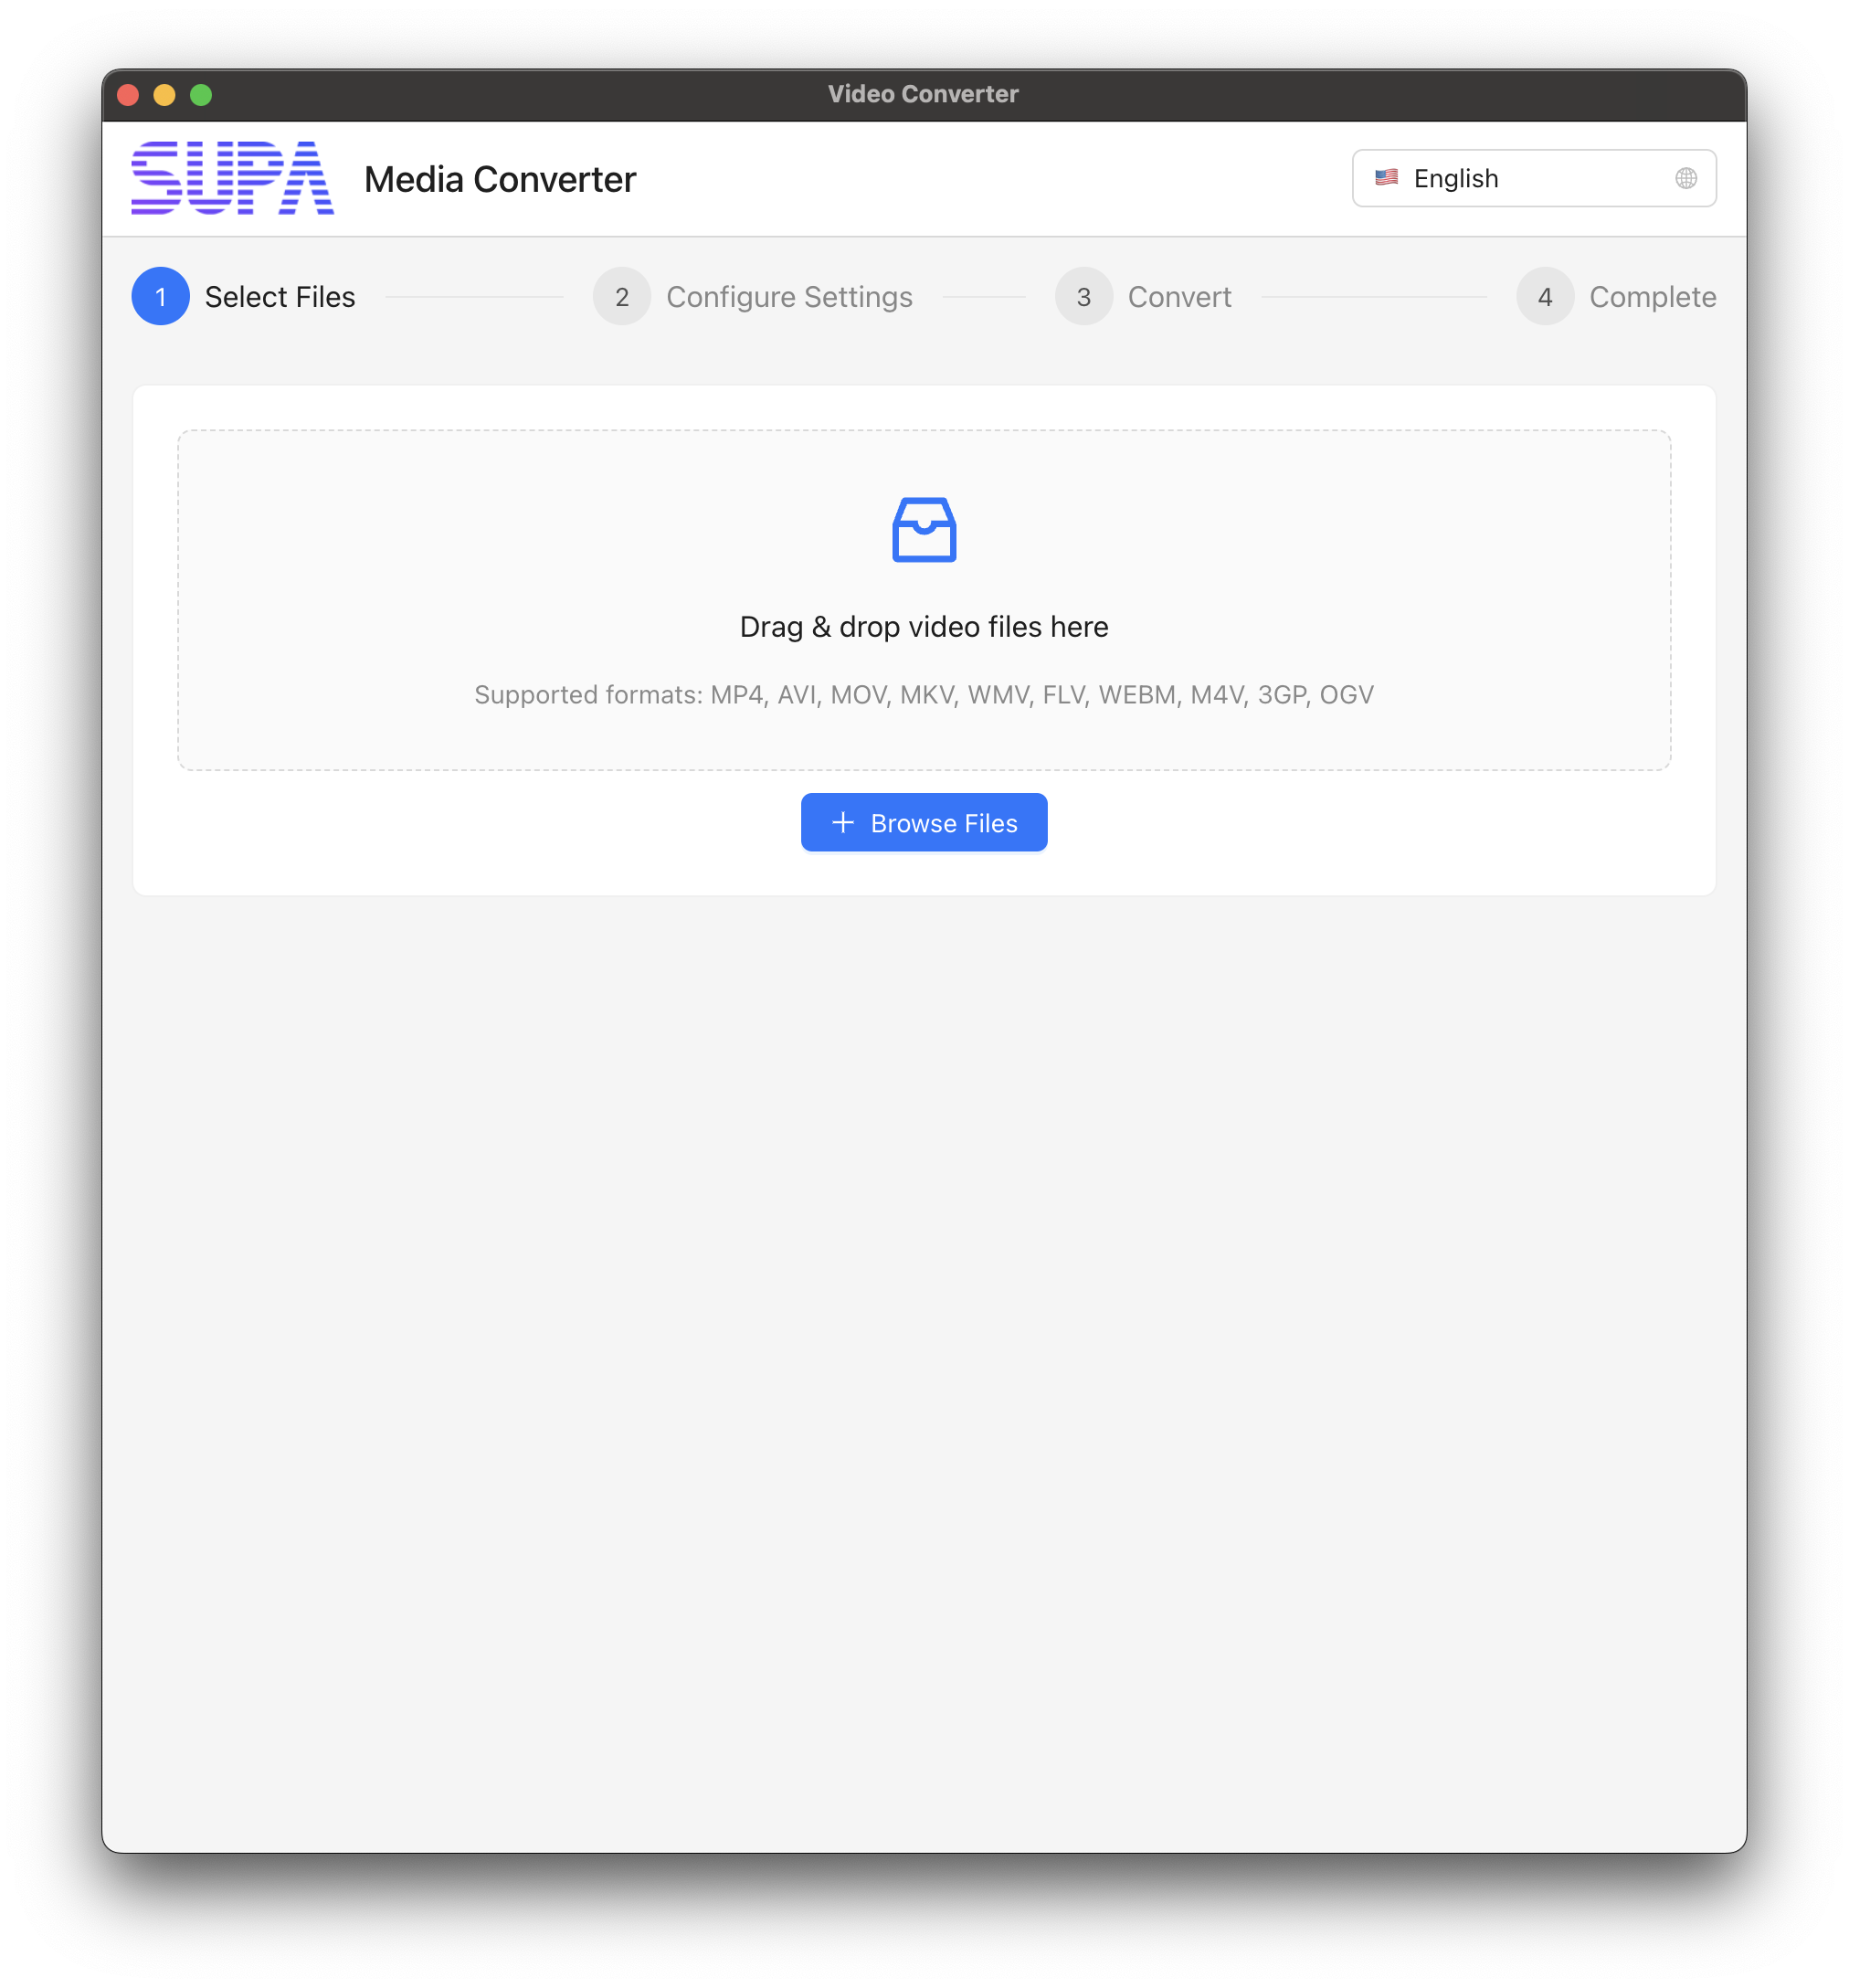 Video Converter
SUPA Media Converter
English
1 Select Files 2 Configure Settings 3 Convert 4 Complete
Drag & drop video files here
Supported formats: MP4, AVI, MOV, MKV, WMV, FLV, WEBM, M4V, 3GP, OGV
Browse Files